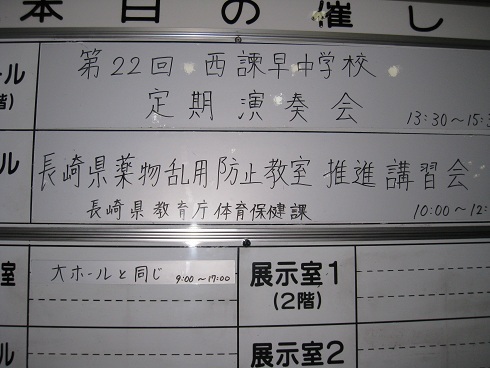 本日の催し
ール
階)
第22回 西諫早中学校
定期演奏会
13:30～15:3
ル
長崎県薬物乱用防止教室 推進講習会
長崎県教育庁体育保健課
10:00～12:
室
大ホールと同じ 9:00～17:00
展示室1
(2階)
ル
展示室2